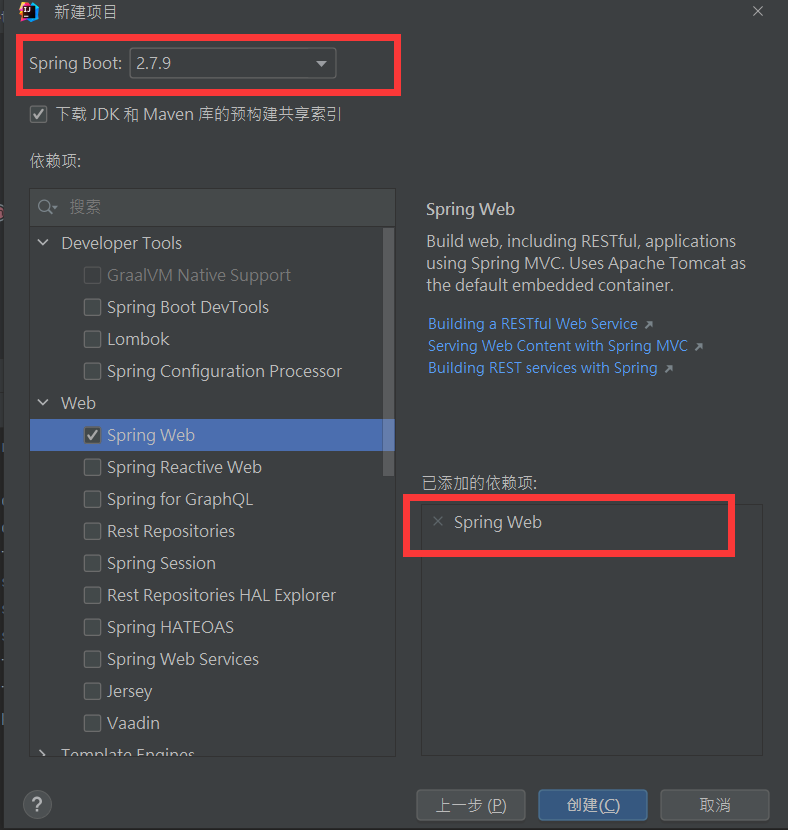 新建项目
Spring Boot: 2.7.9
下载 JDK 和 Maven 库的预构建共享索引
依赖项:
搜索
Developer Tools
GraalVM Native Support
Spring Boot DevTools
Lombok
Spring Configuration Processor
Web
Spring Web
Spring Reactive Web
Spring for GraphQL
Rest Repositories
Spring Session
Rest Repositories HAL Explorer
Spring HATEOAS
Spring Web Services
Jersey
Vaadin
Template Engines
Spring Web
Build web, including RESTful, applications
using Spring MVC. Uses Apache Tomcat as
the default embedded container.
Building a RESTful Web Service
Serving Web Content with Spring MVC
Building REST services with Spring
已添加的依赖项:
Spring Web
?
上一步 (P)
创建(C)
取消